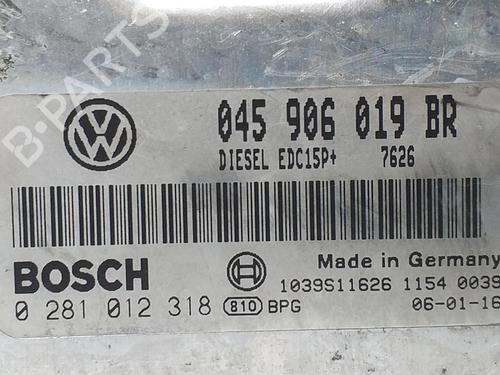 B-PARTS
VW
045 906 019 BR
DIESEL EDC15P+ 7626
BOSCH
Made in Germany
1039S11626 1154 0039
0 281 012 318 810 BPG
06-01-16